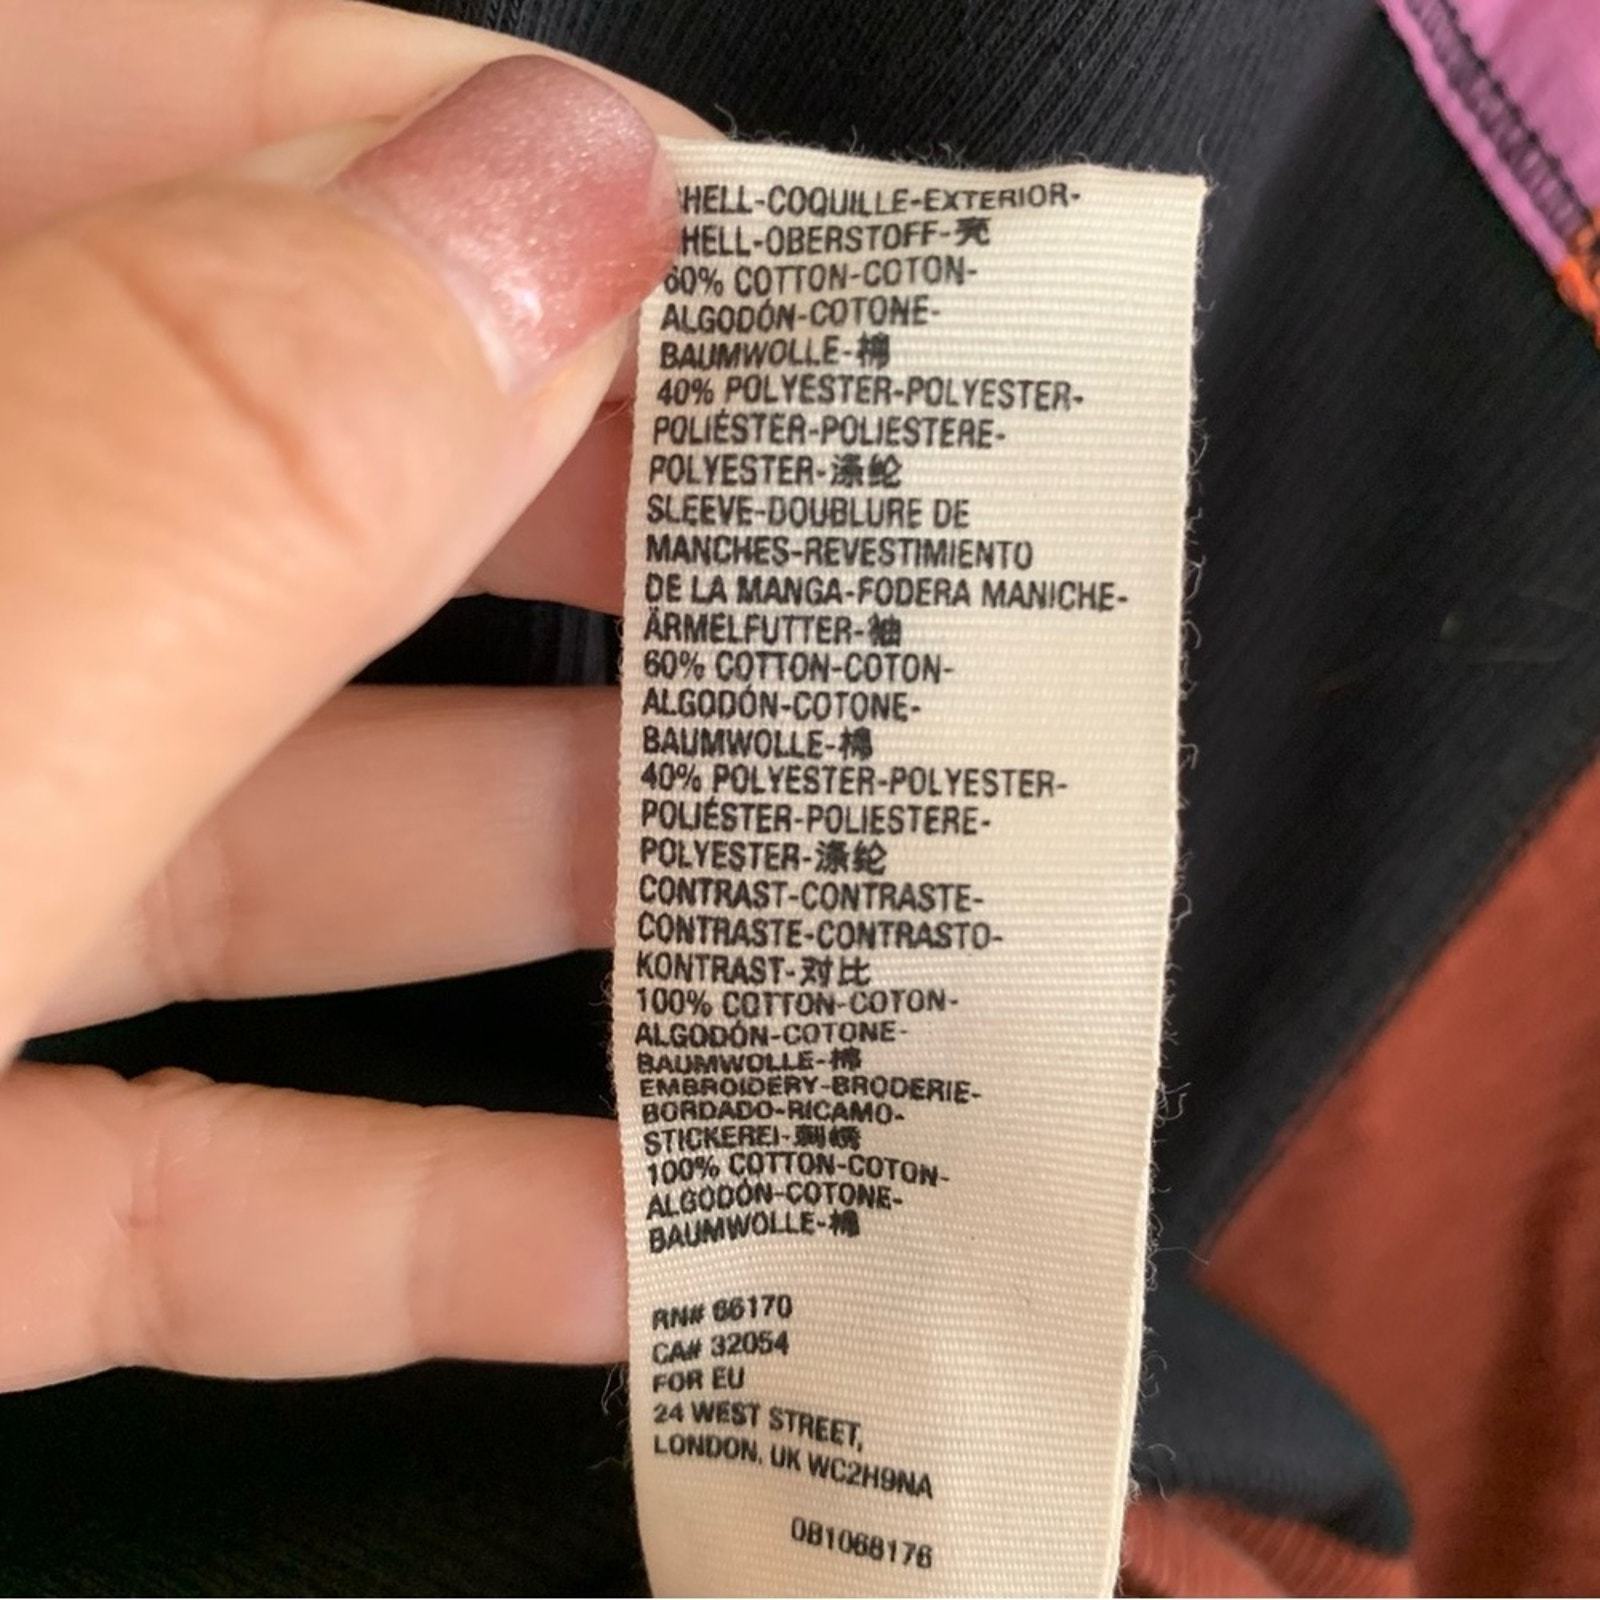 HELL-COQUILLE-EXTERIOR-
HELL-OBERSTOFF-亮
60% COTTON-COTON-
ALGODÓN-COTONE-
BAUMWOLLE-棉
40% POLYESTER-POLYESTER-
POLIÉSTER-POLIESTERE-
POLYESTER-涤纶
SLEEVE-DOUBLURE DE
MANCHES-REVESTIMIENTO
DE LA MANGA-FODERA MANICHE-
ÄRMELFUTTER-袖
60% COTTON-COTON-
ALGODÓN-COTONE-
BAUMWOLLE-棉
40% POLYESTER-POLYESTER-
POLIÉSTER-POLIESTERE-
POLYESTER-涤纶
CONTRAST-CONTRASTE-
CONTRASTE-CONTRASTO-
KONTRAST-对比
100% COTTON-COTON-
ALGODÓN-COTONE-
BAUMWOLLE-棉
EMBROIDERY-BRODERIE-
BORDADO-RICAMO-
STICKEREI-刺绣
100% COTTON-COTON-
ALGODÓN-COTONE-
BAUMWOLLE-棉
RN# 66170
CA# 32054
FOR EU
24 WEST STREET,
LONDON, UK WC2H9NA
OB1068176